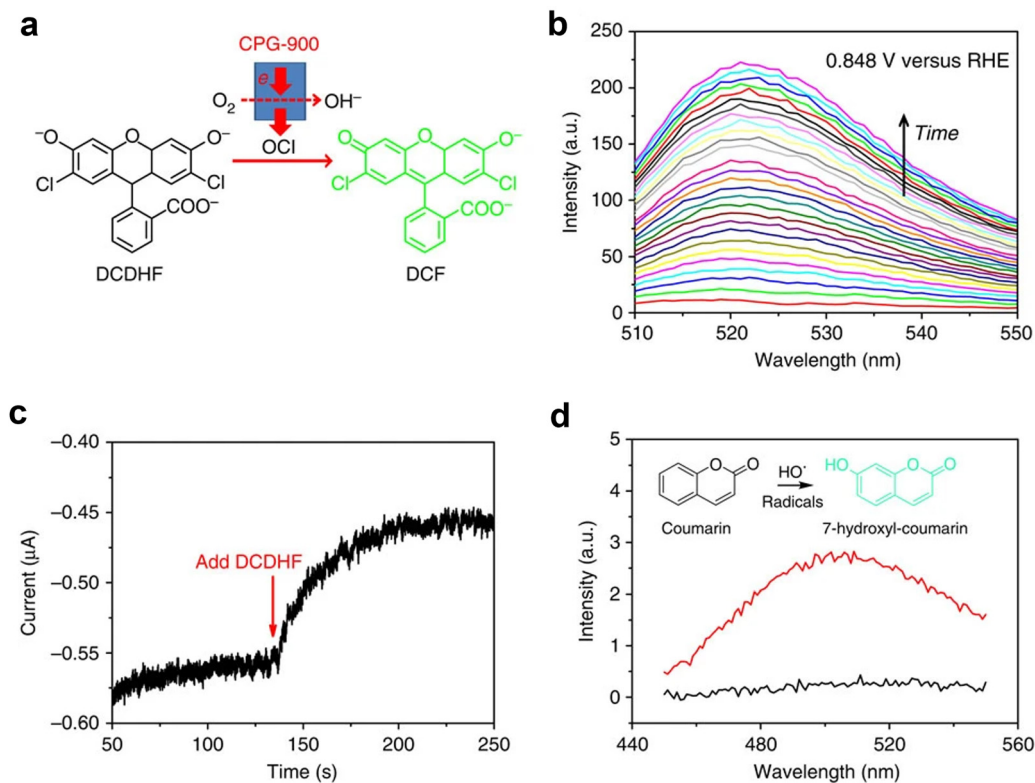 a
CPG-900
e
O₂
OH⁻
OCl
⁻O
O
O⁻
Cl
Cl
COO⁻
DCDHF
O
O
O⁻
Cl
Cl
COO⁻
DCF
b
0.848 V versus RHE
Time
Intensity (a.u.)
250
200
150
100
50
0
510
520
530
540
550
Wavelength (nm)
c
Add DCDHF
Current (μA)
–0.40
–0.45
–0.50
–0.55
–0.60
50
100
150
200
250
Time (s)
d
O
O
Coumarin
HO·
Radicals
HO
O
O
7-hydroxyl-coumarin
Intensity (a.u.)
5
4
3
2
1
0
440
480
520
560
Wavelength (nm)